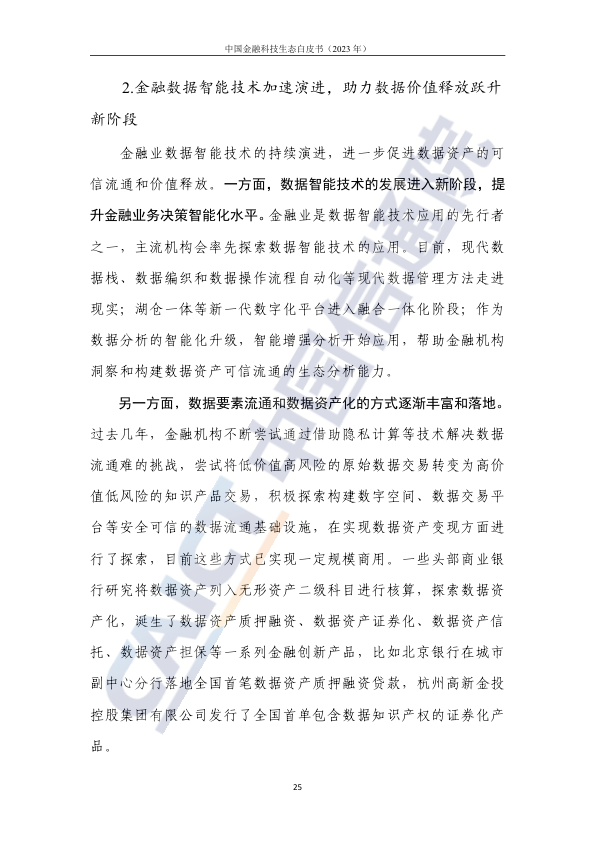 中国金融科技生态白皮书（2023 年）
2.金融数据智能技术加速演进，助力数据价值释放跃升
新阶段
金融业数据智能技术的持续演进，进一步促进数据资产的可
信流通和价值释放。一方面，数据智能技术的发展进入新阶段，提
升金融业务决策智能化水平。金融业是数据智能技术应用的先行者
之一，主流机构会率先探索数据智能技术的应用。目前，现代数
据栈、数据编织和数据操作流程自动化等现代数据管理方法走进
现实；湖仓一体等新一代数字化平台进入融合一体化阶段；作为
数据分析的智能化升级，智能增强分析开始应用，帮助金融机构
洞察和构建数据资产可信流通的生态分析能力。
另一方面，数据要素流通和数据资产化的方式逐渐丰富和落地。
过去几年，金融机构不断尝试通过借助隐私计算等技术解决数据
流通难的挑战，尝试将低价值高风险的原始数据交易转变为高价
值低风险的知识产品交易，积极探索构建数字空间、数据交易平
台等安全可信的数据流通基础设施，在实现数据资产变现方面进
行了探索，目前这些方式已实现一定规模商用。一些头部商业银
行研究将数据资产列入无形资产二级科目进行核算，探索数据资
产化，诞生了数据资产质押融资、数据资产证券化、数据资产信
托、数据资产担保等一系列金融创新产品，比如北京银行在城市
副中心分行落地全国首笔数据资产质押融资贷款，杭州高新金投
控股集团有限公司发行了全国首单包含数据知识产权的证券化产
品。
25
CAICT 中国信通院